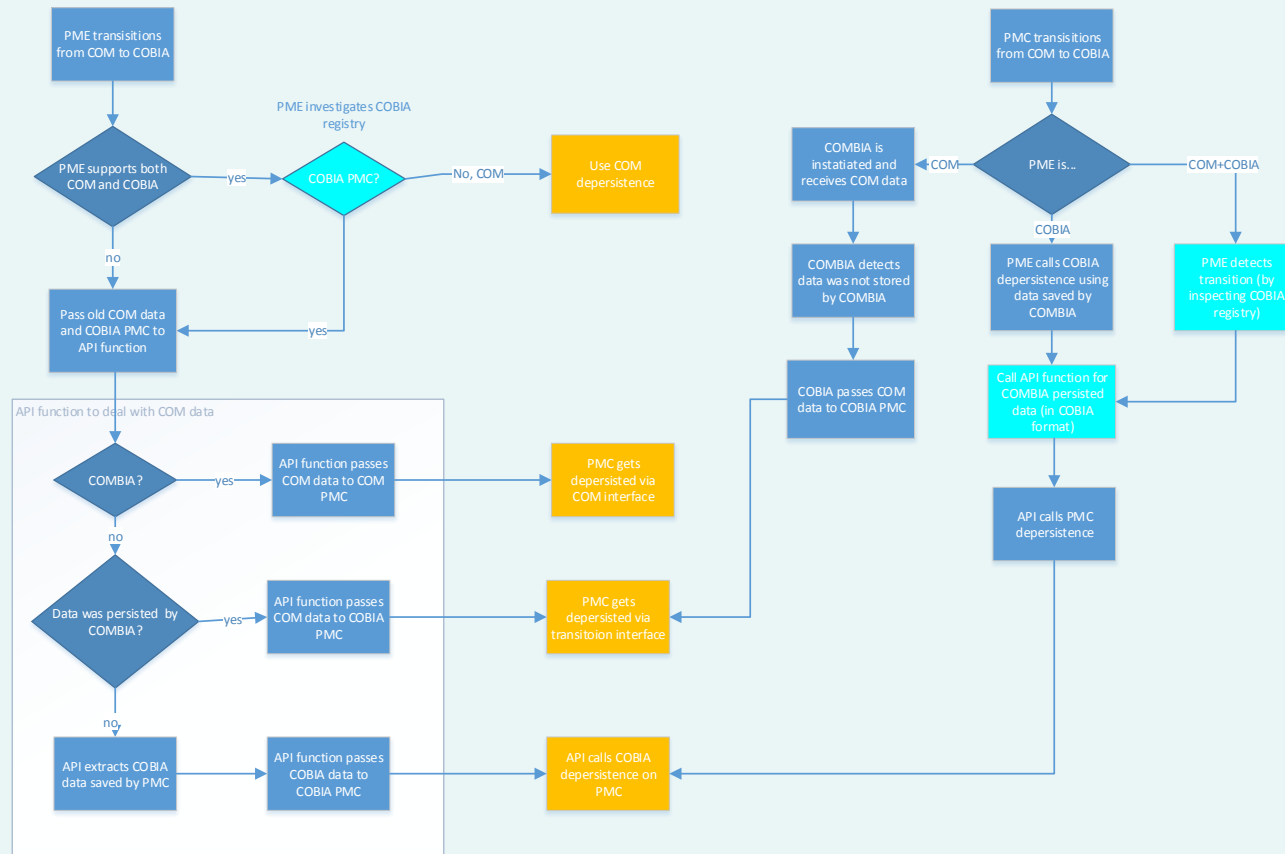 PME transisitions
from COM to COBIA
PME supports both
COM and COBIA
yes
PME investigates COBIA
registry
COBIA PMC?
No, COM
Use COM
depersistence
no
Pass old COM data
and COBIA PMC to
API function
yes
API function to deal with COM data
COMBIA?
yes
API function passes
COM data to COM
PMC
PMC gets
depersisted via
COM interface
no
Data was persisted by
COMBIA?
yes
API function passes
COM data to COBIA
PMC
PMC gets
depersisted via
transitoion interface
no,
API extracts COBIA
data saved by PMC
API function passes
COBIA data to
COBIA PMC
API calls COBIA
depersistence on
PMC
PMC transisitions
from COM to COBIA
PME is...
COM
COMBIA is
instatiated and
receives COM data
COMBIA detects
data was not stored
by COMBIA
COBIA passes COM
data to COBIA PMC
COBIA
PME calls COBIA
depersistence using
data saved by
COMBIA
COM+COBIA
PME detects
transition (by
inspecting COBIA
registry)
Call API function for
COMBIA persisted
data (in COBIA
format)
API calls PMC
depersistence